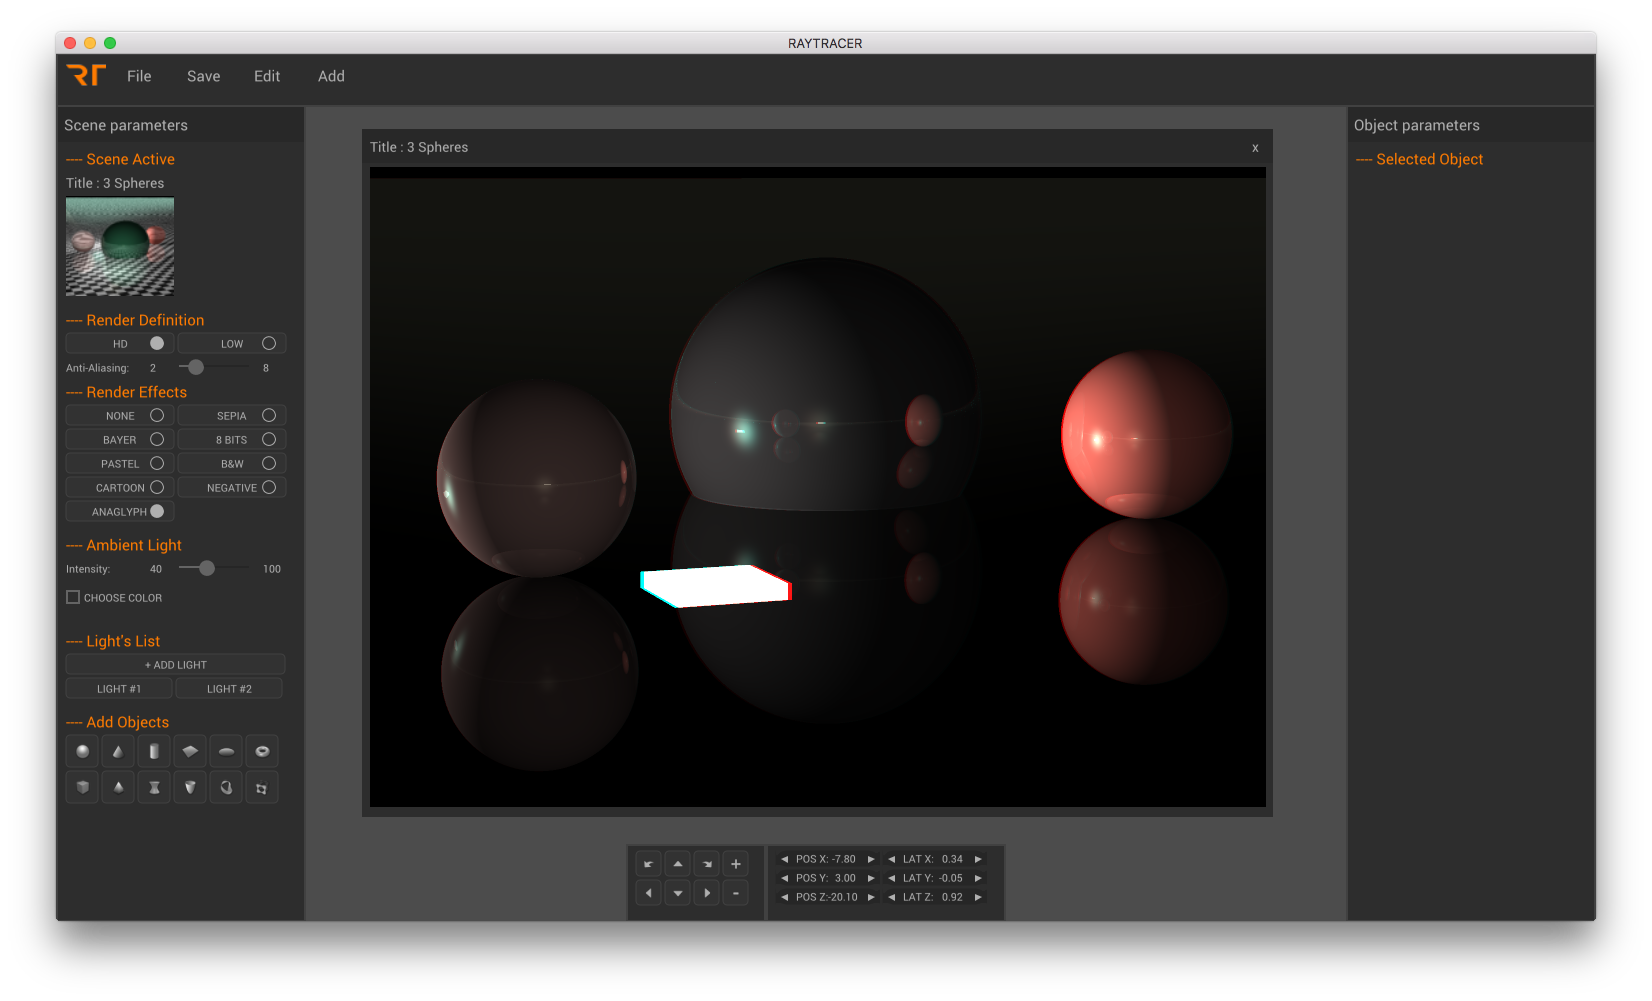 RAYTRACER
RT File Save Edit Add
Scene parameters
---- Scene Active
Title : 3 Spheres
---- Render Definition
HD LOW
Anti-Aliasing: 2 8
---- Render Effects
NONE SEPIA
BAYER 8 BITS
PASTEL B&W
CARTOON NEGATIVE
ANAGLYPH
---- Ambient Light
Intensity: 40 100
CHOOSE COLOR
---- Light's List
+ ADD LIGHT
LIGHT #1 LIGHT #2
---- Add Objects
Title : 3 Spheres x
+
-
POS X: -7.80 LAT X: 0.34
POS Y: 3.00 LAT Y: -0.05
POS Z:-20.10 LAT Z: 0.92
Object parameters
---- Selected Object